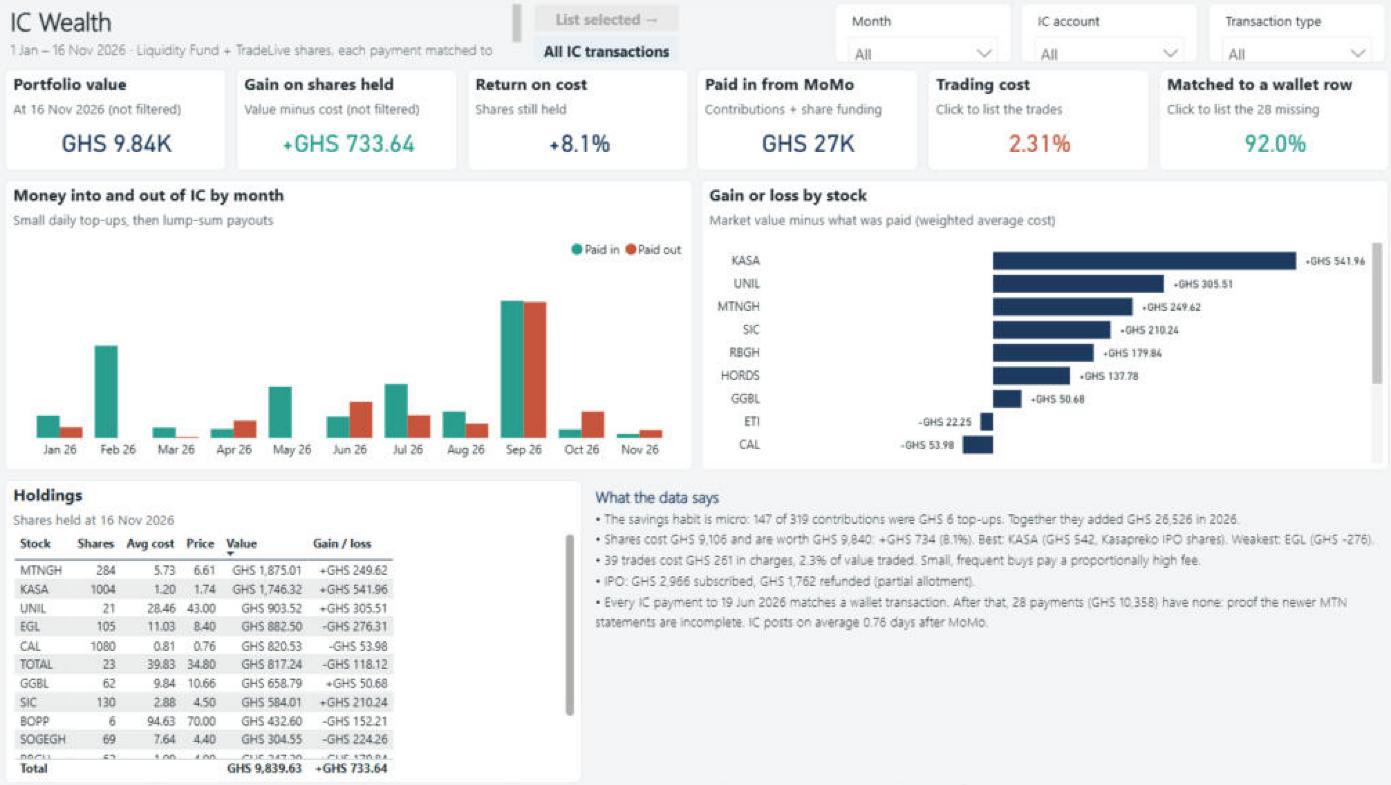 IC Wealth
1 Jan – 16 Nov 2026 · Liquidity Fund + TradeLive shares, each payment matched to
List selected →
All IC transactions
Month
All
IC account
All
Transaction type
All
Portfolio value
At 16 Nov 2026 (not filtered)
GHS 9.84K
Gain on shares held
Value minus cost (not filtered)
+GHS 733.64
Return on cost
Shares still held
+8.1%
Paid in from MoMo
Contributions + share funding
GHS 27K
Trading cost
Click to list the trades
2.31%
Matched to a wallet row
Click to list the 28 missing
92.0%
Money into and out of IC by month
Small daily top-ups, then lump-sum payouts
Paid in Paid out
Jan 26 Feb 26 Mar 26 Apr 26 May 26 Jun 26 Jul 26 Aug 26 Sep 26 Oct 26 Nov 26
Gain or loss by stock
Market value minus what was paid (weighted average cost)
KASA +GHS 541.96
UNIL +GHS 305.51
MTNGH +GHS 249.62
SIC +GHS 210.24
RBGH +GHS 179.84
HORDS +GHS 137.78
GGBL +GHS 50.68
ETI -GHS 22.25
CAL -GHS 53.98
Holdings
Shares held at 16 Nov 2026
Stock Shares Avg cost Price Value Gain / loss
MTNGH 284 5.73 6.61 GHS 1,875.01 +GHS 249.62
KASA 1004 1.20 1.74 GHS 1,746.32 +GHS 541.96
UNIL 21 28.46 43.00 GHS 903.52 +GHS 305.51
EGL 105 11.03 8.40 GHS 882.50 -GHS 276.31
CAL 1080 0.81 0.76 GHS 820.53 -GHS 53.98
TOTAL 23 39.83 34.80 GHS 817.24 -GHS 118.12
GGBL 62 9.84 10.66 GHS 658.79 +GHS 50.68
SIC 130 2.88 4.50 GHS 584.01 +GHS 210.24
BOPP 6 94.63 70.00 GHS 432.60 -GHS 152.21
SOGEGH 69 7.64 4.40 GHS 304.55 -GHS 224.26
Total GHS 9,839.63 +GHS 733.64
What the data says
• The savings habit is micro: 147 of 319 contributions were GHS 6 top-ups. Together they added GHS 26,526 in 2026.
• Shares cost GHS 9,106 and are worth GHS 9,840: +GHS 734 (8.1%). Best: KASA (GHS 542, Kasapreko IPO shares). Weakest: EGL (GHS -276).
• 39 trades cost GHS 261 in charges, 2.3% of value traded. Small, frequent buys pay a proportionally high fee.
• IPO: GHS 2,966 subscribed, GHS 1,762 refunded (partial allotment).
• Every IC payment to 19 Jun 2026 matches a wallet transaction. After that, 28 payments (GHS 10,358) have none: proof the newer MTN
statements are incomplete. IC posts on average 0.76 days after MoMo.